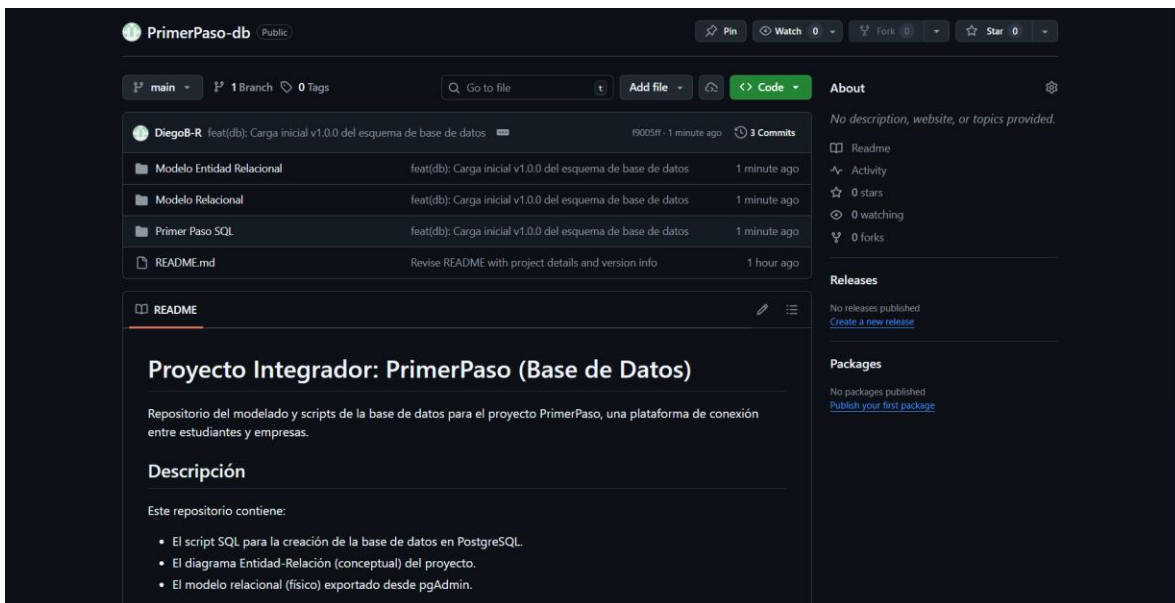 PrimerPaso-db Public Pin Watch 0 Fork 0 Star 0
main 1 Branch 0 Tags Go to file t Add file Code
DiegoB-R feat(db): Carga inicial v1.0.0 del esquema de base de datos f9005ff · 1 minute ago 3 Commits
Modelo Entidad Relacional feat(db): Carga inicial v1.0.0 del esquema de base de datos 1 minute ago
Modelo Relacional feat(db): Carga inicial v1.0.0 del esquema de base de datos 1 minute ago
Primer Paso SQL feat(db): Carga inicial v1.0.0 del esquema de base de datos 1 minute ago
README.md Revise README with project details and version info 1 hour ago
README
Proyecto Integrador: PrimerPaso (Base de Datos)
Repositorio del modelado y scripts de la base de datos para el proyecto PrimerPaso, una plataforma de conexión
entre estudiantes y empresas.
Descripción
Este repositorio contiene:
• El script SQL para la creación de la base de datos en PostgreSQL.
• El diagrama Entidad-Relación (conceptual) del proyecto.
• El modelo relacional (físico) exportado desde pgAdmin.
About
No description, website, or topics provided.
Readme
Activity
0 stars
0 watching
0 forks
Releases
No releases published
Create a new release
Packages
No packages published
Publish your first package